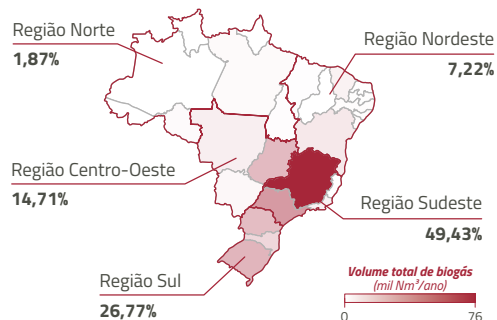 Região Norte
1,87%
Região Nordeste
7,22%
Região Centro-Oeste
14,71%
Região Sudeste
49,43%
Região Sul
26,77%
Volume total de biogás
(mil Nm³/ano)
0 76